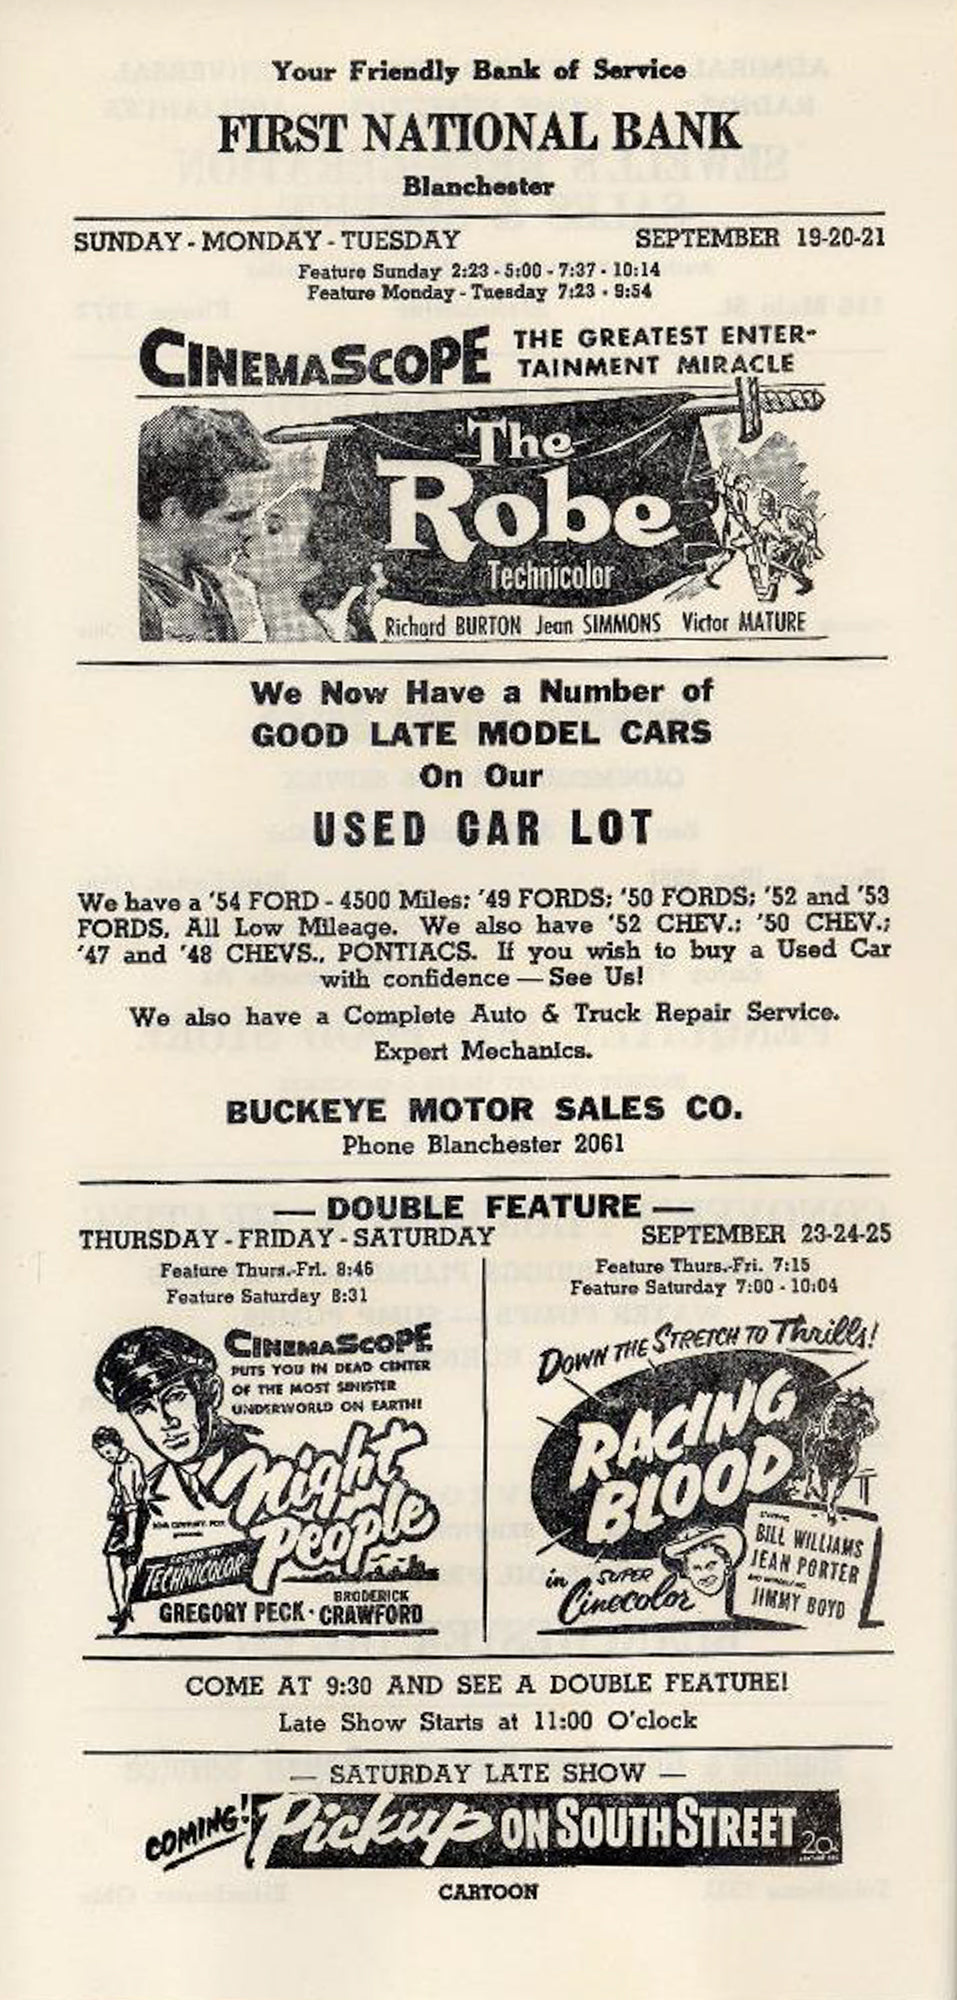 Your Friendly Bank of Service
FIRST NATIONAL BANK
Blanchester
SUNDAY - MONDAY - TUESDAY SEPTEMBER 19-20-21
Feature Sunday 2:23 - 5:00 - 7:37 - 10:14
Feature Monday - Tuesday 7:23 - 9:54
CINEMASCOPE THE GREATEST ENTER-
TAINMENT MIRACLE
The
Robe
Technicolor
Richard BURTON Jean SIMMONS Victor MATURE
We Now Have a Number of
GOOD LATE MODEL CARS
On Our
USED CAR LOT
We have a '54 FORD - 4500 Miles; '49 FORDS; '50 FORDS; '52 and '53
FORDS, All Low Mileage. We also have '52 CHEV.; '50 CHEV.;
'47 and '48 CHEVS., PONTIACS. If you wish to buy a Used Car
with confidence — See Us!
We also have a Complete Auto & Truck Repair Service.
Expert Mechanics.
BUCKEYE MOTOR SALES CO.
Phone Blanchester 2061
— DOUBLE FEATURE —
THURSDAY - FRIDAY - SATURDAY SEPTEMBER 23-24-25
Feature Thurs.-Fri. 8:46
Feature Saturday 8:31
CINEMASCOPE
PUTS YOU IN DEAD CENTER
OF THE MOST SINISTER
UNDERWORLD ON EARTH!
Night
People
TECHNICOLOR
GREGORY PECK · BRODERICK CRAWFORD
Feature Thurs.-Fri. 7:15
Feature Saturday 7:00 - 10:04
DOWN THE STRETCH TO Thrills!
RACING
BLOOD
in SUPER
Cinecolor
STARRING
BILL WILLIAMS
JEAN PORTER
JIMMY BOYD
COME AT 9:30 AND SEE A DOUBLE FEATURE!
Late Show Starts at 11:00 O'clock
— SATURDAY LATE SHOW —
COMING! Pickup ON SOUTH STREET 20
CARTOON